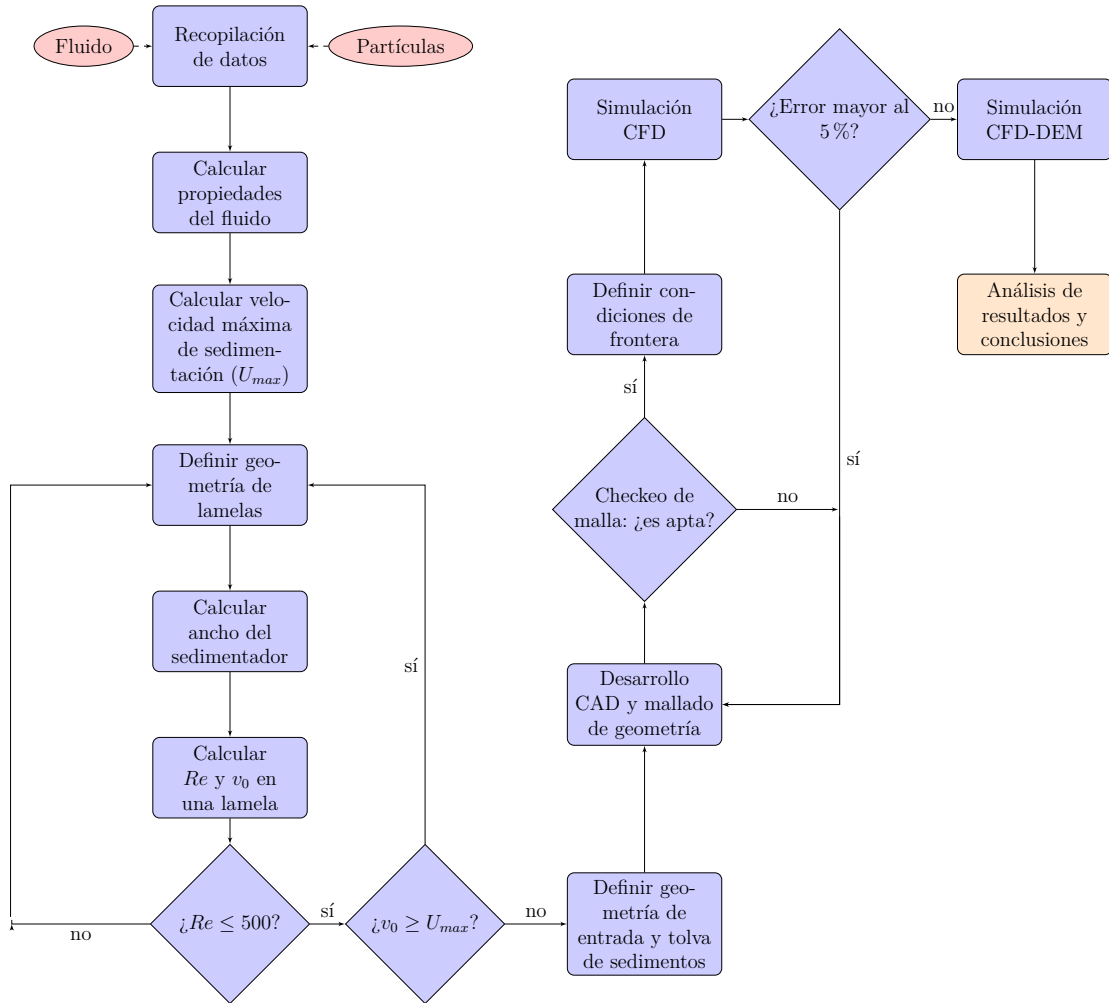 Fluido
Recopilación
de datos
Partículas
Calcular
propiedades
del fluido
Calcular velo-
cidad máxima
de sedimen-
tación (U_{max})
Definir geo-
metría de
lamelas
Calcular
ancho del
sedimentador
Calcular
Re y v_0 en
una lamela
¿Re ≤ 500?
no
sí
¿v_0 ≥ U_{max}?
sí
no
Definir geo-
metría de
entrada y tolva
de sedimentos
Desarrollo
CAD y mallado
de geometría
Checkeo de
malla: ¿es apta?
no
sí
Definir con-
diciones de
frontera
Simulación
CFD
¿Error mayor al
5 %?
sí
no
Simulación
CFD-DEM
Análisis de
resultados y
conclusiones